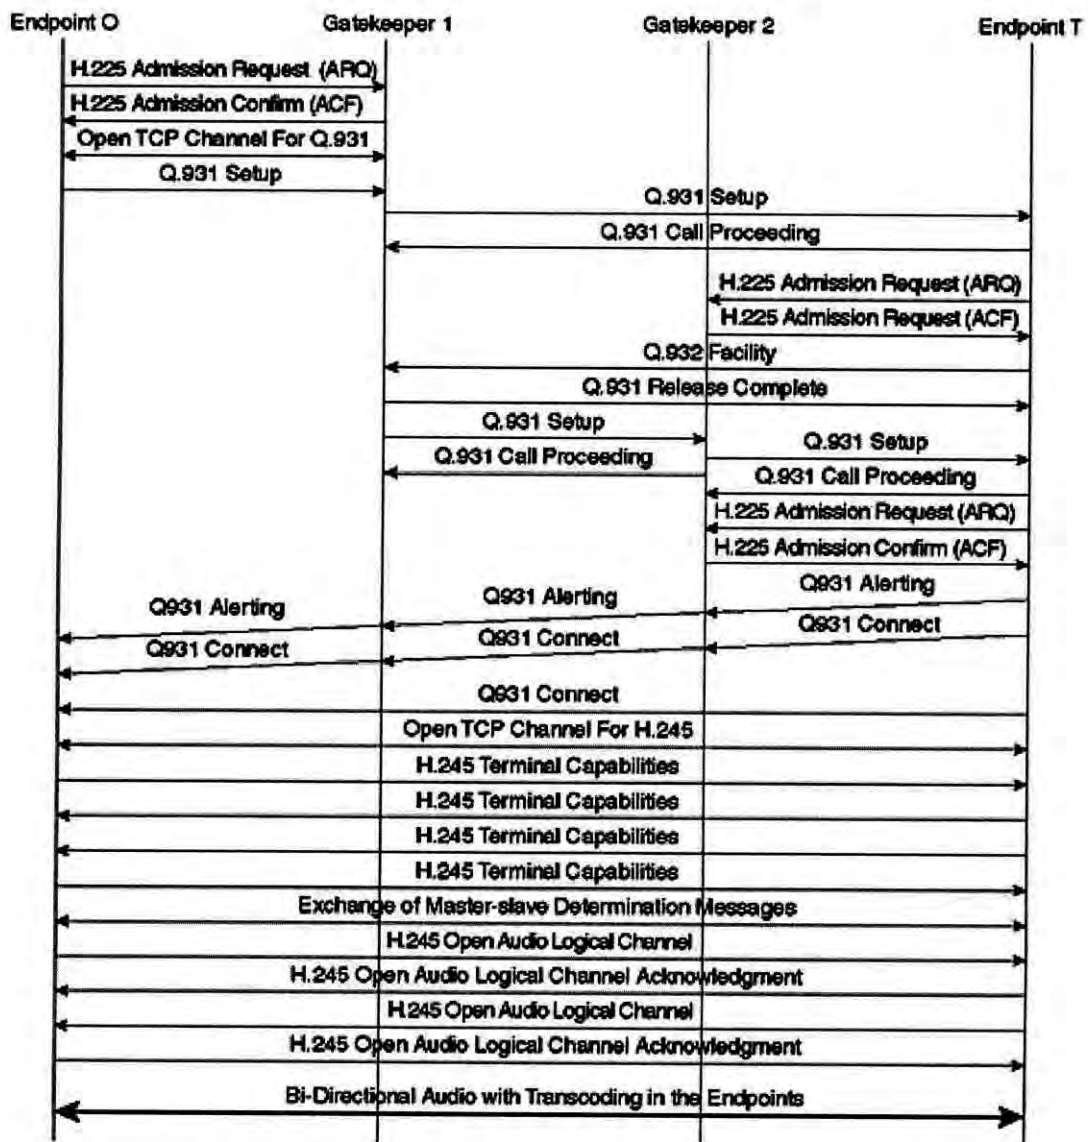 Endpoint O
Gatekeeper 1
Gatekeeper 2
Endpoint T
H.225 Admission Request (ARQ)
H.225 Admission Confirm (ACF)
Open TCP Channel For Q.931
Q.931 Setup
Q.931 Setup
Q.931 Call Proceeding
H.225 Admission Request (ARQ)
H.225 Admission Request (ACF)
Q.932 Facility
Q.931 Release Complete
Q.931 Setup
Q.931 Setup
Q.931 Call Proceeding
Q.931 Call Proceeding
H.225 Admission Request (ARQ)
H.225 Admission Confirm (ACF)
Q931 Alerting
Q931 Alerting
Q931 Alerting
Q931 Connect
Q931 Connect
Q931 Connect
Q931 Connect
Open TCP Channel For H.245
H.245 Terminal Capabilities
H.245 Terminal Capabilities
H.245 Terminal Capabilities
H.245 Terminal Capabilities
Exchange of Master-slave Determination Messages
H.245 Open Audio Logical Channel
H.245 Open Audio Logical Channel Acknowledgment
H.245 Open Audio Logical Channel
H.245 Open Audio Logical Channel Acknowledgment
Bi-Directional Audio with Transcoding in the Endpoints